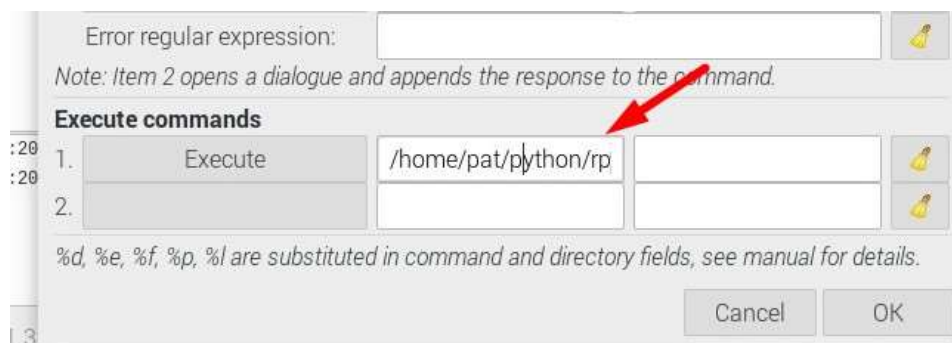 Error regular expression:
Note: Item 2 opens a dialogue and appends the response to the command.
Execute commands
:20 1. Execute /home/pat/python/rp
:20
2.
%d, %e, %f, %p, %l are substituted in command and directory fields, see manual for details.
Cancel OK